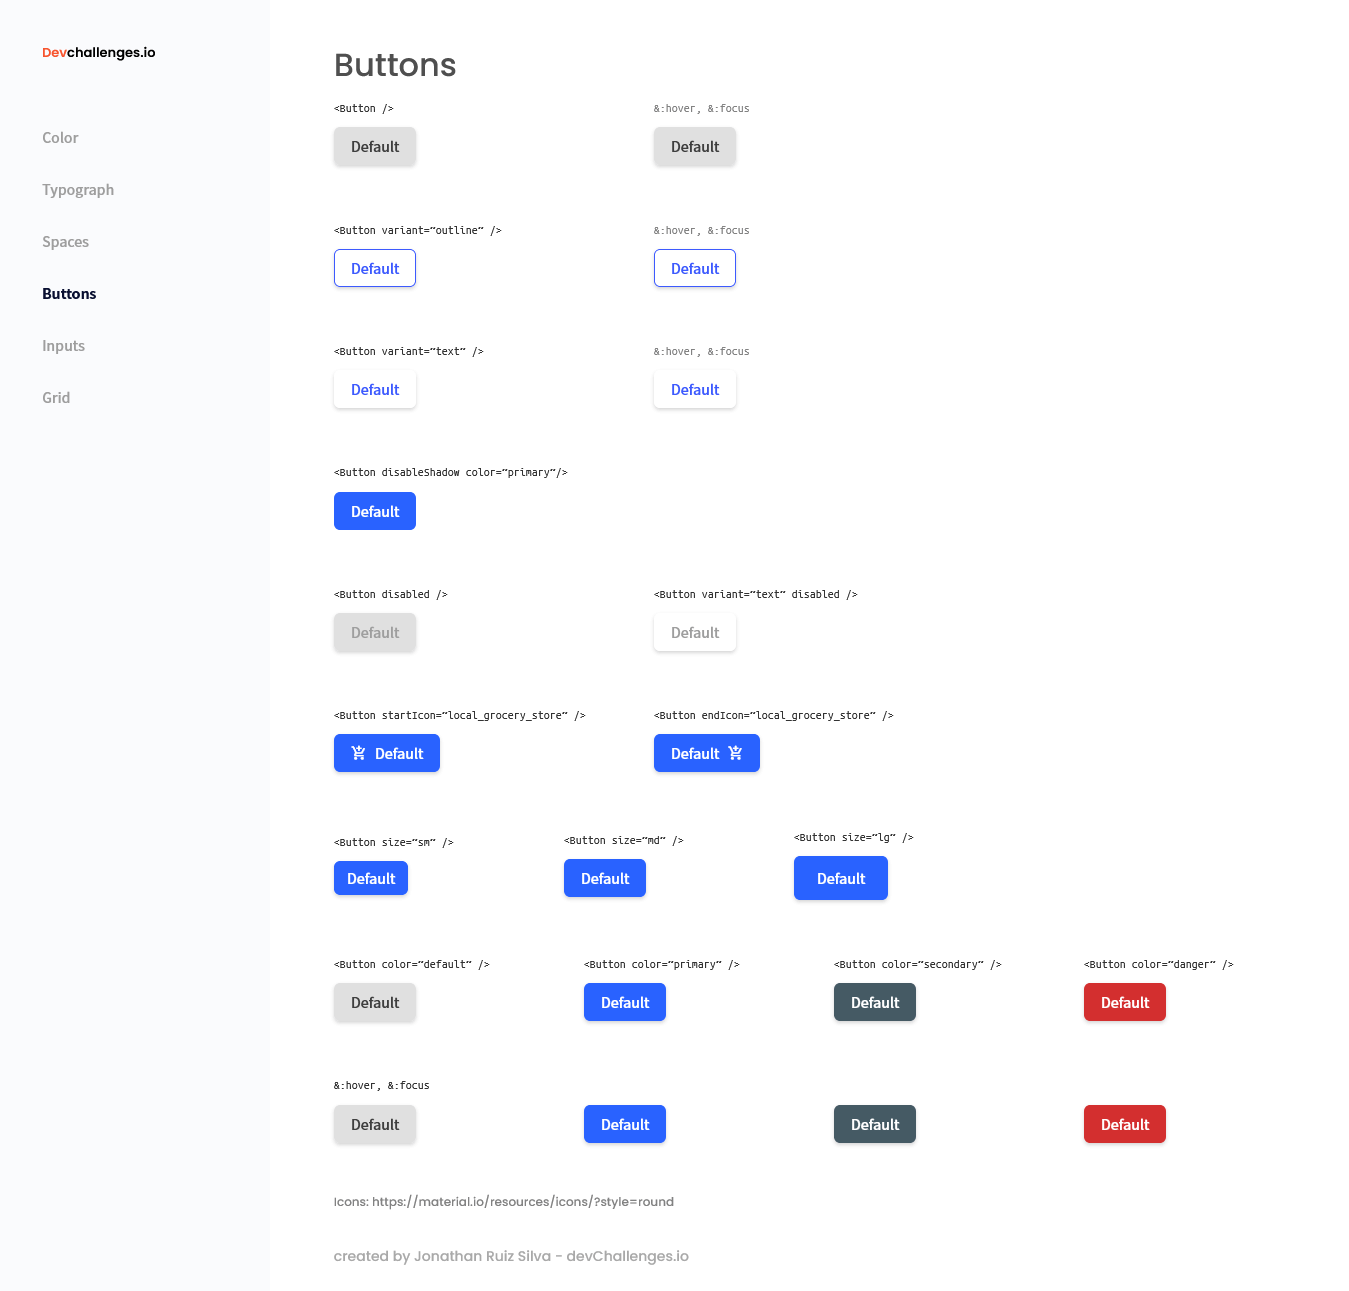 Devchallenges.io
Color
Typograph
Spaces
Buttons
Inputs
Grid
Buttons
<Button /> &:hover, &:focus
Default Default
<Button variant=”outline” /> &:hover, &:focus
Default Default
<Button variant=”text” /> &:hover, &:focus
Default Default
<Button disableShadow color=”primary”/>
Default
<Button disabled /> <Button variant=”text” disabled />
Default Default
<Button startIcon=”local_grocery_store” /> <Button endIcon=”local_grocery_store” />
Default Default
<Button size=”sm” /> <Button size=”md” /> <Button size=”lg” />
Default Default Default
<Button color=”default” /> <Button color=”primary” /> <Button color=”secondary” /> <Button color=”danger” />
Default Default Default Default
&:hover, &:focus
Default Default Default Default
Icons: https://material.io/resources/icons/?style=round
created by Jonathan Ruiz Silva - devChallenges.io